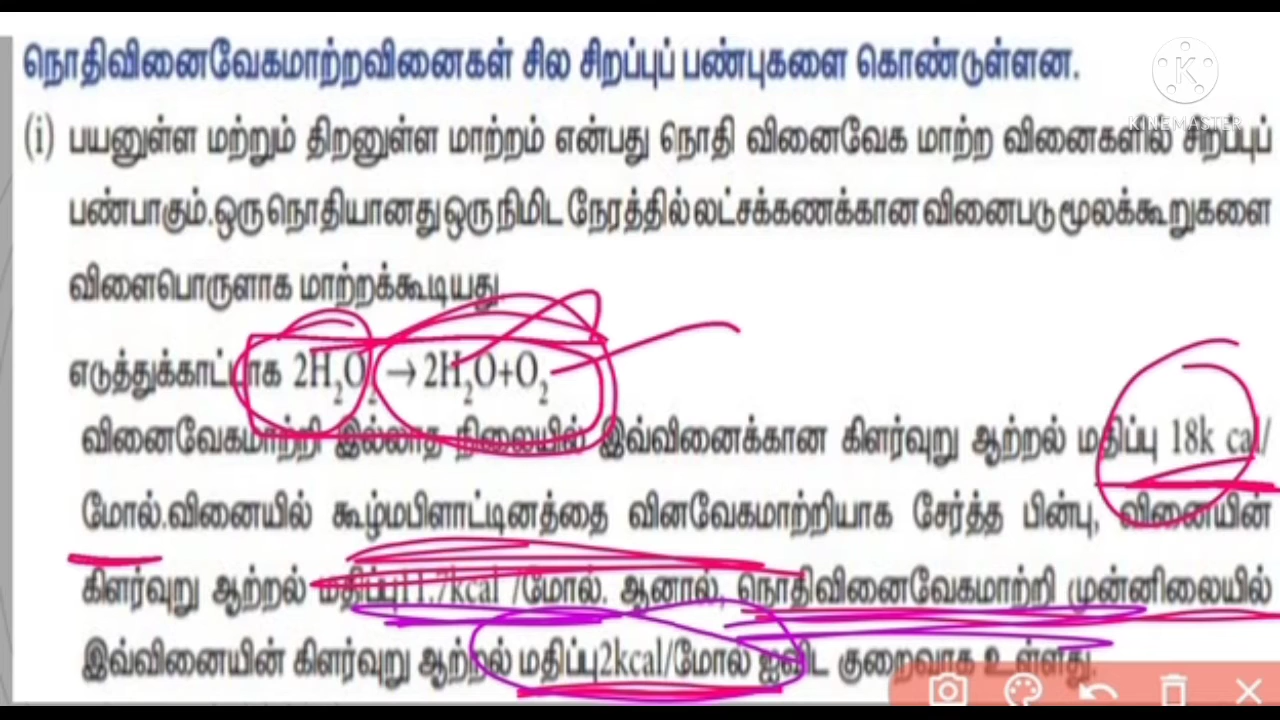 நொதிவினைவேகமாற்றவினைகள் சில சிறப்புப் பண்புகளை கொண்டுள்ளன.
KINEMASTER
(i) பயனுள்ள மற்றும் திறனுள்ள மாற்றம் என்பது நொதி வினைவேக மாற்ற வினைகளில் சிறப்புப்
பண்பாகும்.ஒரு நொதியானது ஒரு நிமிட நேரத்தில் லட்சக்கணக்கான வினைபடு மூலக்கூறுகளை
விளைபொருளாக மாற்றக்கூடியது
எடுத்துக்காட்டாக 2H₂O₂ → 2H₂O+O₂
வினைவேகமாற்றி இல்லாத நிலையில் இவ்வினைக்கான கிளர்வுறு ஆற்றல் மதிப்பு 18k cal/
மோல்.வினையில் கூழ்மபிளாட்டினத்தை வினவேகமாற்றியாக சேர்த்த பின்பு, வினையின்
கிளர்வுறு ஆற்றல் மதிப்பு11.7kcal /மோல். ஆனால், நொதிவினைவேகமாற்றி முன்னிலையில்
இவ்வினையின் கிளர்வுறு ஆற்றல் மதிப்பு2kcal/மோல் ஐவிட குறைவாக உள்ளது.